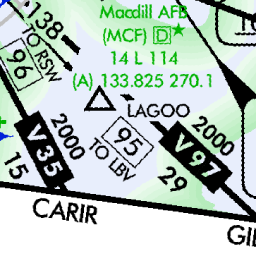 Macdill AFB
(MCF) D
14 L 114
(A) 133.825 270.1
138
TO RSW
96
LAGOO
2000
95
TO LBV
2000
V35
V97
15
29
CARIR